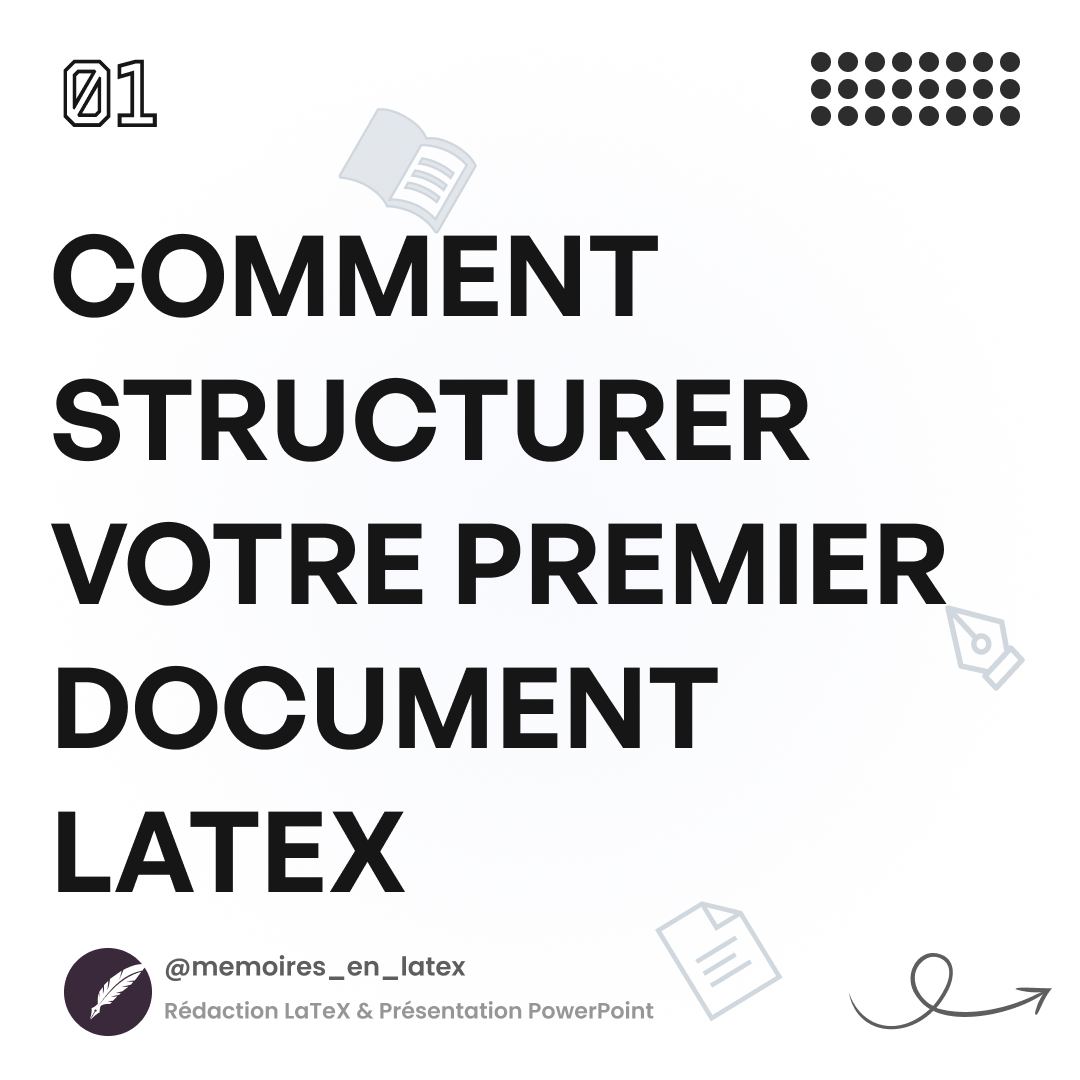 01
COMMENT
STRUCTURER
VOTRE PREMIER
DOCUMENT
LATEX
@memoires_en_latex
Rédaction LaTeX & Présentation PowerPoint